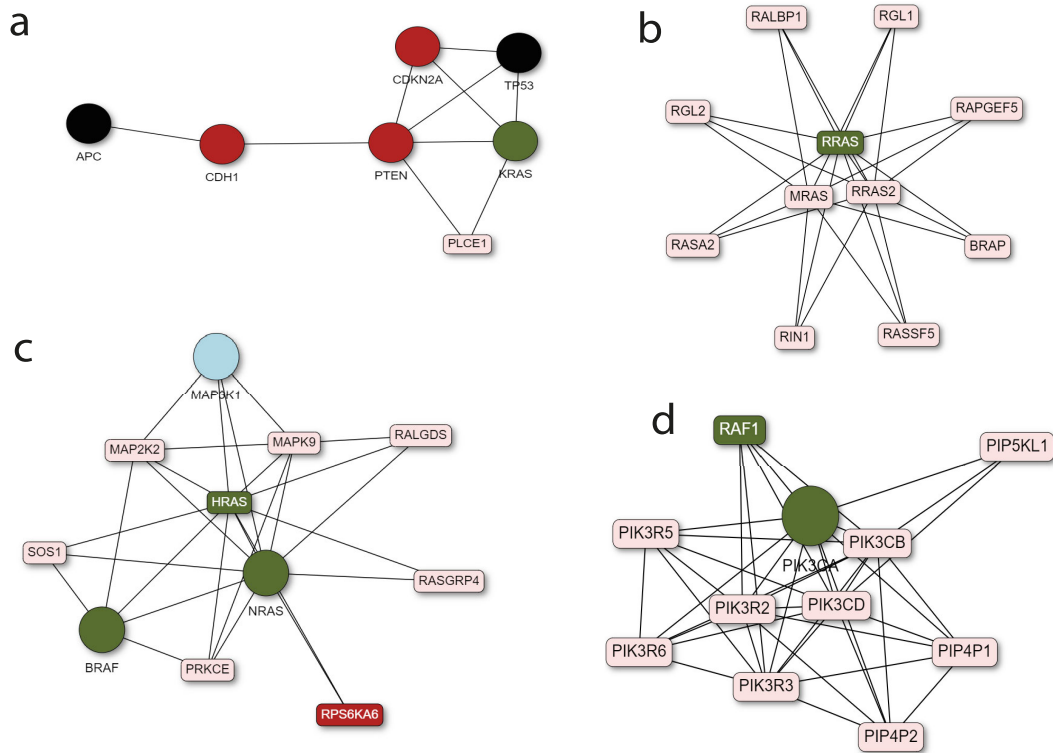 a
CDKN2A
TP53
APC
CDH1
PTEN
KRAS
PLCE1
b
RALBP1
RGL1
RGL2
RAPGEF5
RRAS
MRAS
RRAS2
RASA2
BRAP
RIN1
RASSF5
c
MAP3K1
MAP2K2
MAPK9
RALGDS
HRAS
SOS1
NRAS
RASGRP4
BRAF
PRKCE
RPS6KA6
d
RAF1
PIP5KL1
PIK3R5
PIK3CB
PIK3CA
PIK3R2
PIK3CD
PIK3R6
PIP4P1
PIK3R3
PIP4P2